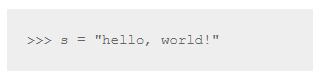 >>> s = "hello, world!"